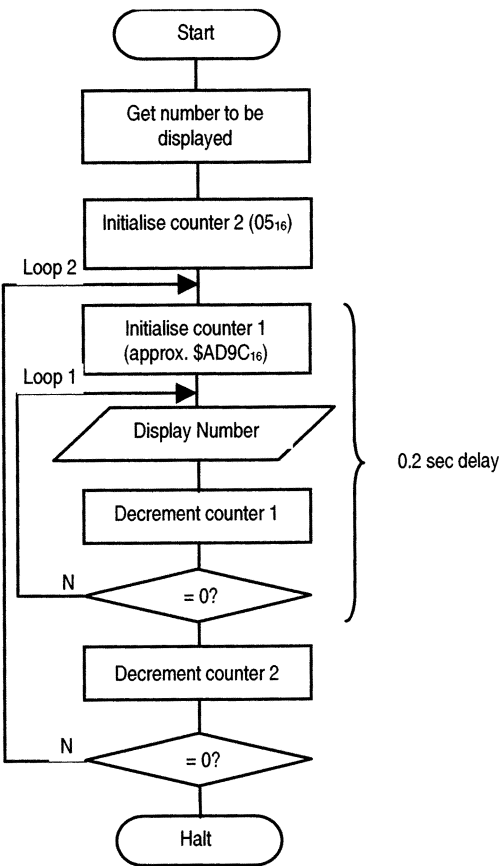 Start
Get number to be
displayed
Initialise counter 2 (05₁₆)
Loop 2
Initialise counter 1
(approx. $AD9C₁₆)
Loop 1
Display Number
0.2 sec delay
Decrement counter 1
N
= 0?
Decrement counter 2
N
= 0?
Halt